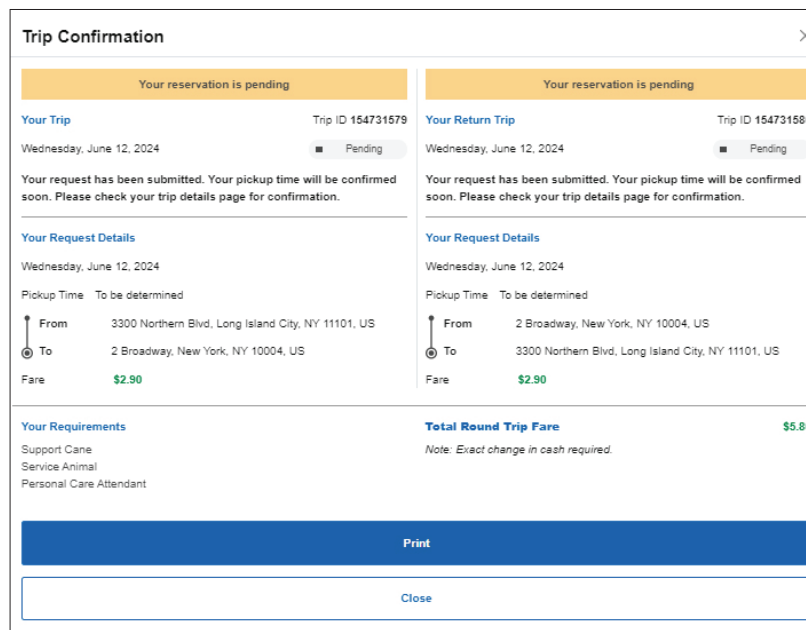 Trip Confirmation
Your reservation is pending
Your Trip Trip ID 154731579
Wednesday, June 12, 2024 Pending
Your request has been submitted. Your pickup time will be confirmed
soon. Please check your trip details page for confirmation.
Your Request Details
Wednesday, June 12, 2024
Pickup Time To be determined
From 3300 Northern Blvd, Long Island City, NY 11101, US
To 2 Broadway, New York, NY 10004, US
Fare $2.90
Your reservation is pending
Your Return Trip Trip ID
Wednesday, June 12, 2024 Pending
Your request has been submitted. Your pickup time will be confirmed
soon. Please check your trip details page for confirmation.
Your Request Details
Wednesday, June 12, 2024
Pickup Time To be determined
From 2 Broadway, New York, NY 10004, US
To 3300 Northern Blvd, Long Island City, NY 11101, US
Fare $2.90
Your Requirements
Support Cane
Service Animal
Personal Care Attendant
Total Round Trip Fare
Note: Exact change in cash required.
Print
Close